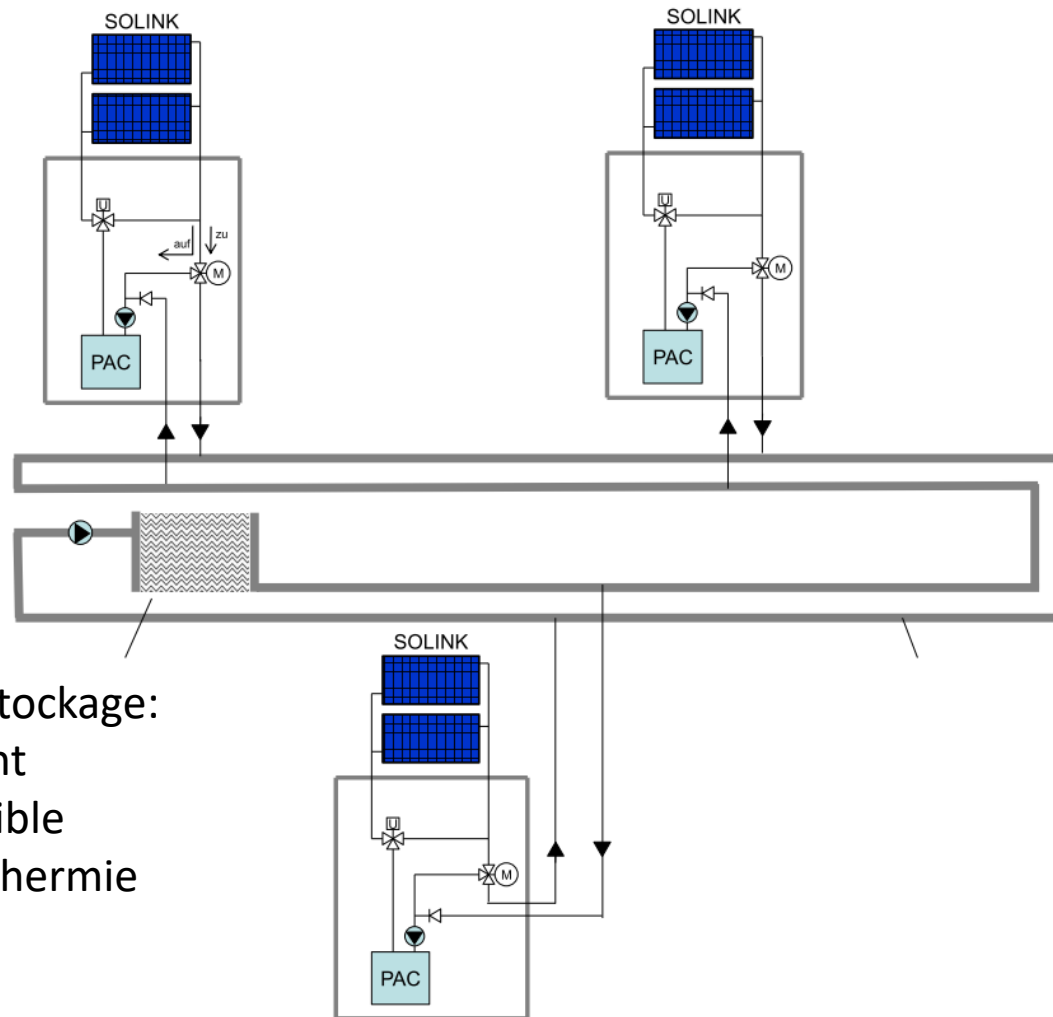 SOLINK
SOLINK
U
U
auf
zu
M
M
PAC
PAC
SOLINK
tockage:
nt
ible
hermie
U
M
PAC